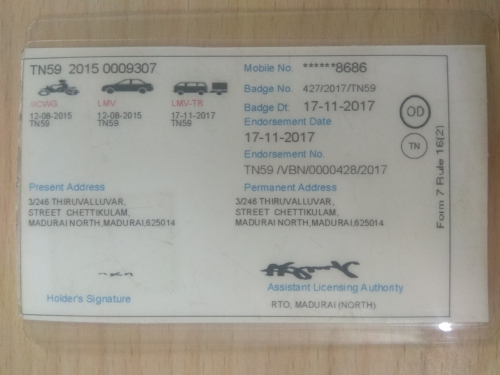 TN59 2015 0009307
Mobile No. ******8686
Badge No. 427/2017/TN59
MCWG LMV LMV-TR
Badge Dt: 17-11-2017
12-08-2015 12-08-2015 17-11-2017
TN59 TN59 TN59
Endorsement Date
17-11-2017
Endorsement No.
TN59 /VBN/0000428/2017
OD
TN
Form 7 Rule 16(2)
Present Address
3/246 THIRUVALLUVAR,
STREET CHETTIKULAM,
MADURAI NORTH,MADURAI,625014
Permanent Address
3/246 THIRUVALLUVAR,
STREET CHETTIKULAM,
MADURAI NORTH,MADURAI,625014
Holder's Signature
Assistant Licensing Authority
RTO, MADURAI (NORTH)